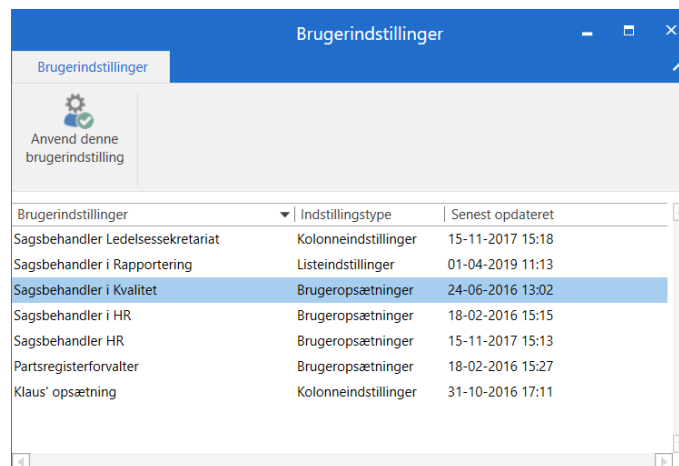 Brugerindstillinger
Brugerindstillinger
Anvend denne
brugerindstilling
Brugerindstillinger Indstillingstype Senest opdateret
Sagsbehandler Ledelsessekretariat Kolonneindstillinger 15-11-2017 15:18
Sagsbehandler i Rapportering Listeindstillinger 01-04-2019 11:13
Sagsbehandler i Kvalitet Brugeropsætninger 24-06-2016 13:02
Sagsbehandler i HR Brugeropsætninger 18-02-2016 15:15
Sagsbehandler HR Brugeropsætninger 15-11-2017 15:13
Partsregisterforvalter Brugeropsætninger 18-02-2016 15:27
Klaus' opsætning Kolonneindstillinger 31-10-2016 17:11